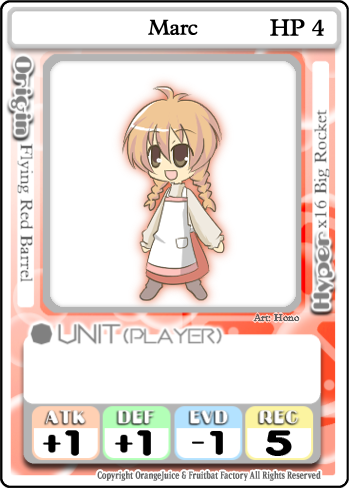 Marc HP 4
Origin Flying Red Barrel
Hyper x16 Big Rocket
Art: Hono
UNIT(PLAYER)
ATK DEF EVD REC
+1 +1 -1 5
Copyright Orangejuice & Fruitbat Factory All Rights Reserved